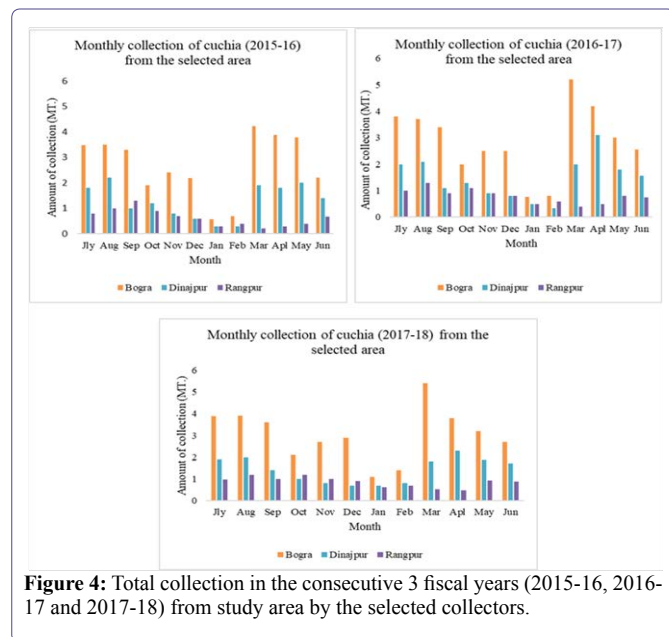 Monthly collection of cuchia (2015-16)
from the selected area
Amount of collection (MT.)
6
5
4
3
2
1
0
Jly Aug Sep Oct Nov Dec Jan Feb Mar Apl May Jun
Month
Bogra Dinajpur Rangpur
Monthly collection of cuchia (2016-17)
from the selected area
Amount of collection (MT.)
6
5
4
3
2
1
0
Jly Aug Sep Oct Nov Dec Jan Feb Mar Apl May Jun
Month
Bogra Dinajpur Rangpur
Monthly collection of cuchia (2017-18) from the
selected area
Amount of collection (MT.)
6
5
4
3
2
1
0
Jly Aug Sep Oct Nov Dec Jan Feb Mar Apl May Jun
Month
Bogra Dinajpur Rangpur
Figure 4: Total collection in the consecutive 3 fiscal years (2015-16, 2016-
17 and 2017-18) from study area by the selected collectors.